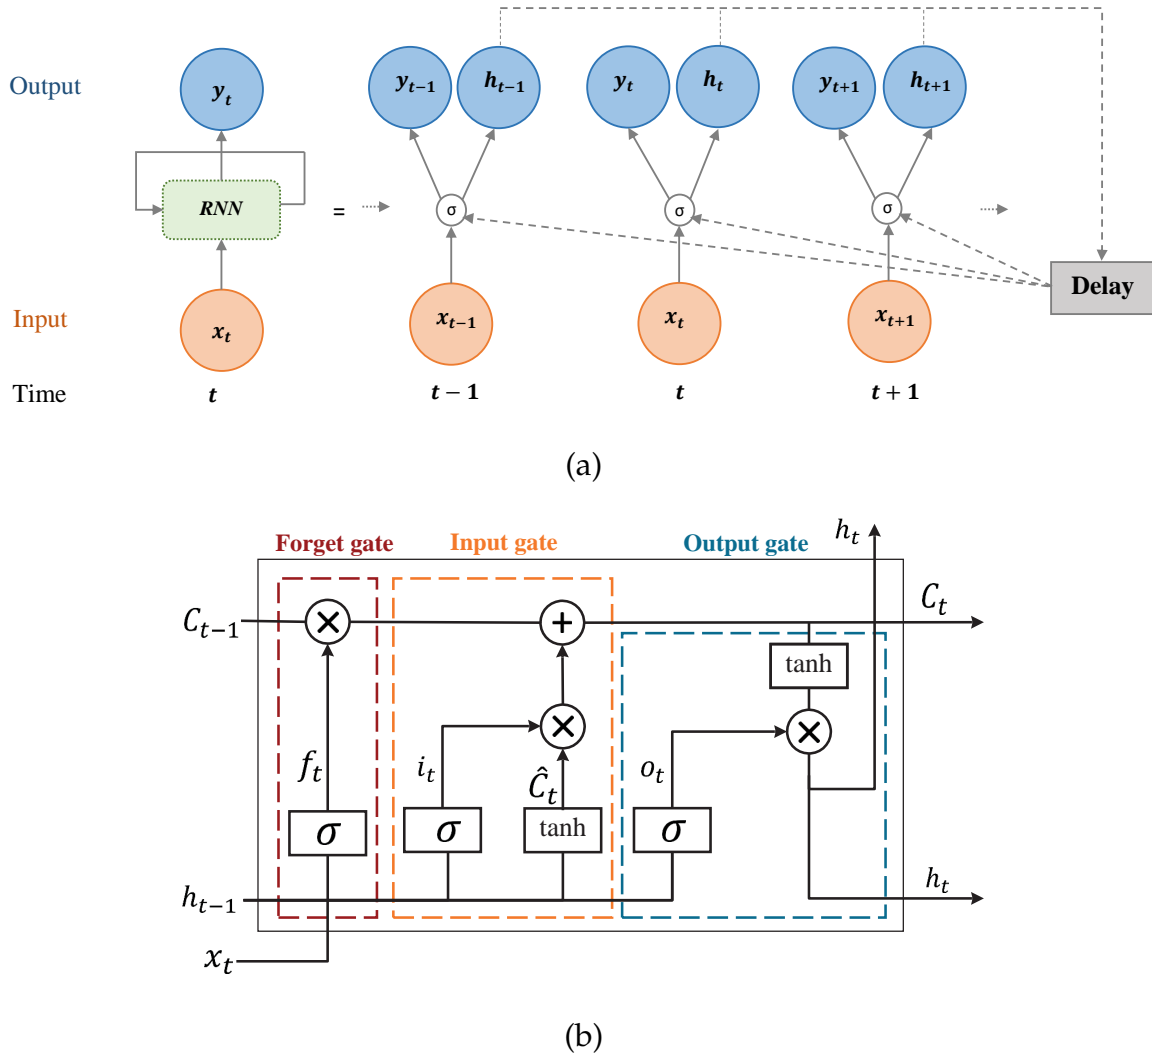 Output
y_t
y_{t−1}
h_{t−1}
y_t
h_t
y_{t+1}
h_{t+1}
RNN
=
σ
σ
σ
Delay
Input
x_t
x_{t−1}
x_t
x_{t+1}
Time
t
t − 1
t
t + 1
(a)
h_t
Forget gate
Input gate
Output gate
C_{t−1}
×
+
C_t
tanh
×
×
f_t
i_t
Ĉ_t
o_t
σ
σ
tanh
σ
h_{t−1}
h_t
x_t
(b)